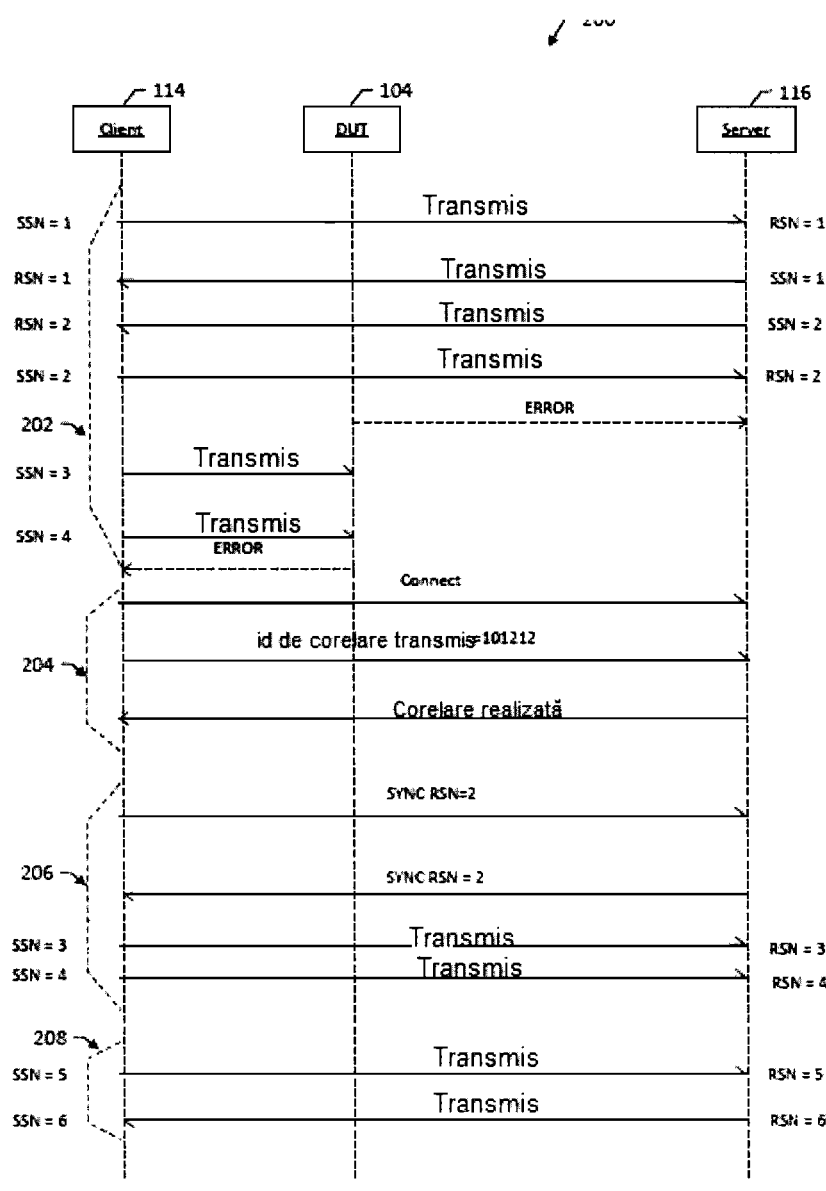 114 104 116
Client DUT Server
SSN = 1 Transmis RSN = 1
RSN = 1 Transmis SSN = 1
RSN = 2 Transmis SSN = 2
SSN = 2 Transmis RSN = 2
202 ERROR
SSN = 3 Transmis
SSN = 4 Transmis
ERROR
Connect
204 id de corelare transmis=101212
Corelare realizată
SYNC RSN=2
206 SYNC RSN = 2
SSN = 3 Transmis RSN = 3
SSN = 4 Transmis RSN = 4
208
SSN = 5 Transmis RSN = 5
SSN = 6 Transmis RSN = 6